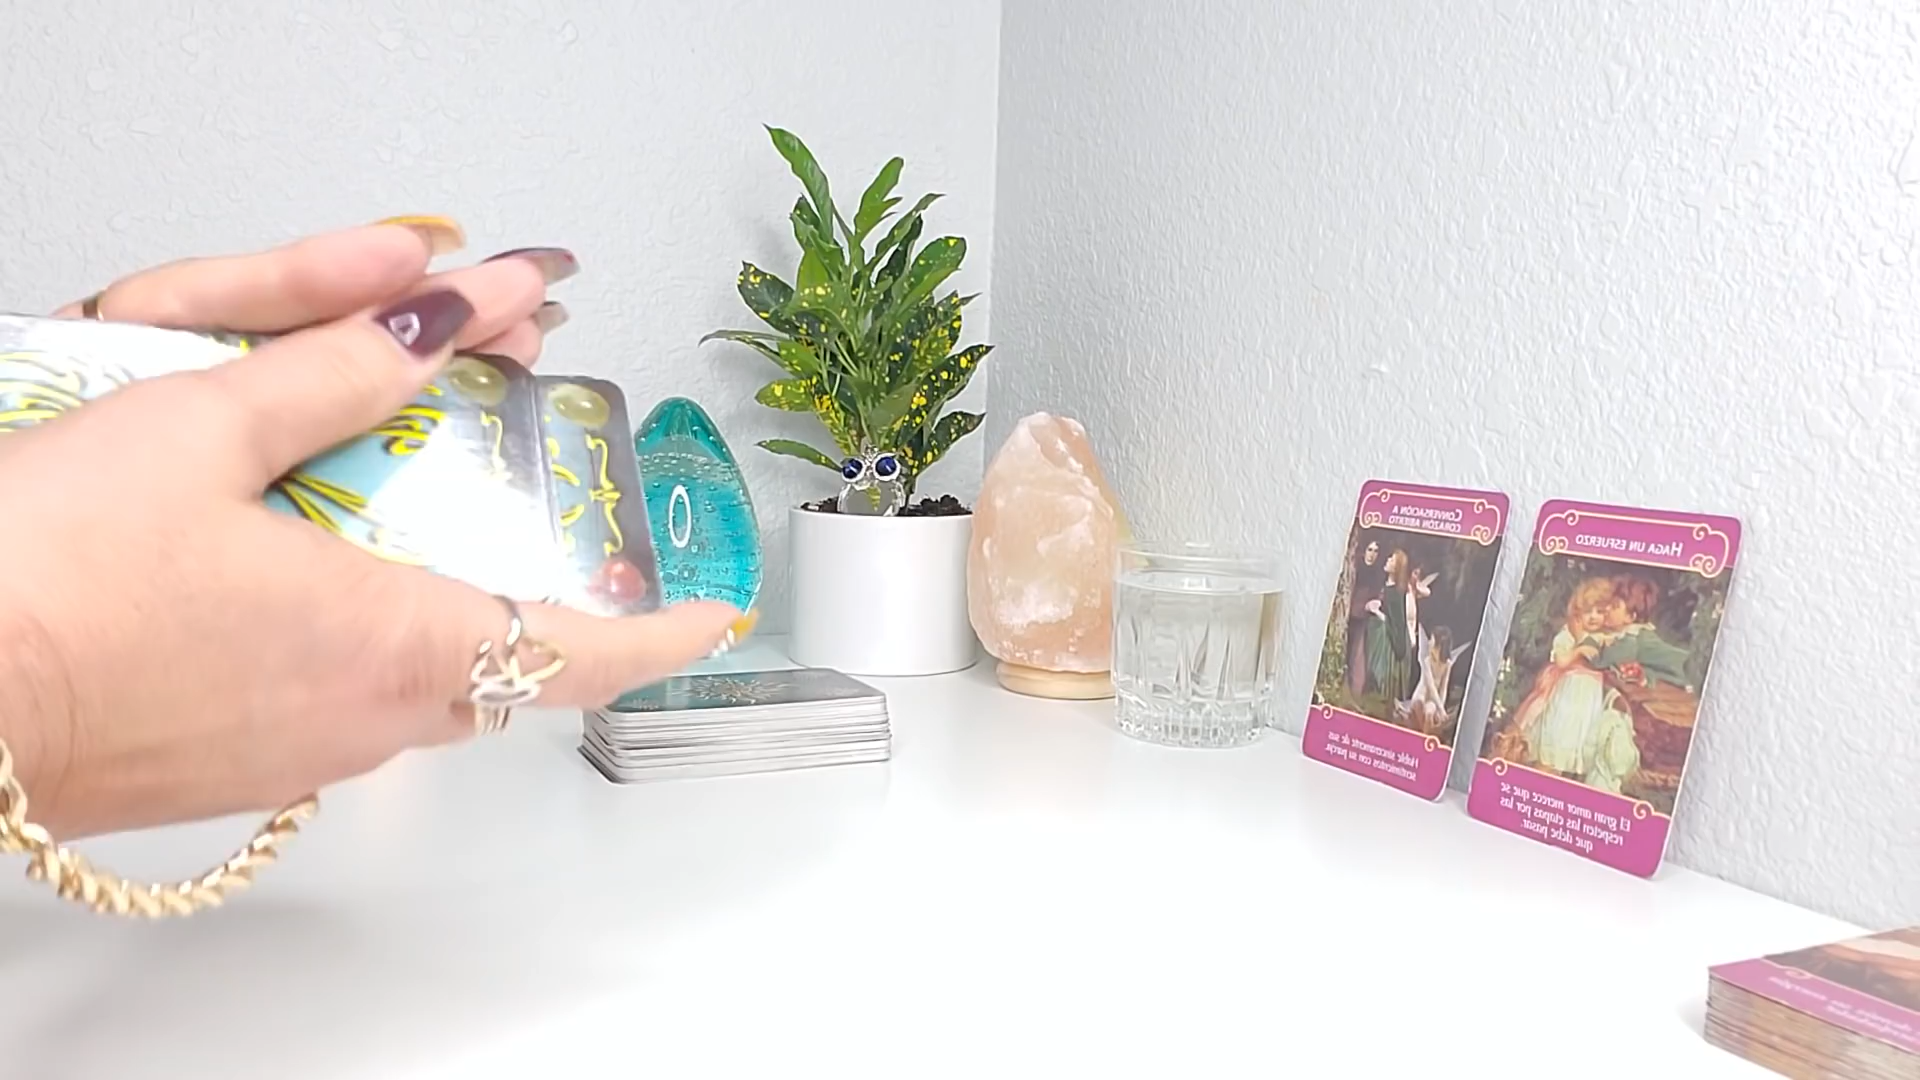 CONVERSACIÓN A
CORAZÓN ABIERTO
Hable sinceramente de sus
sentimientos con su pareja.
HAGA UN ESFUERZO
El gran amor merece que se
respeten las etapas por las
que debe pasar.